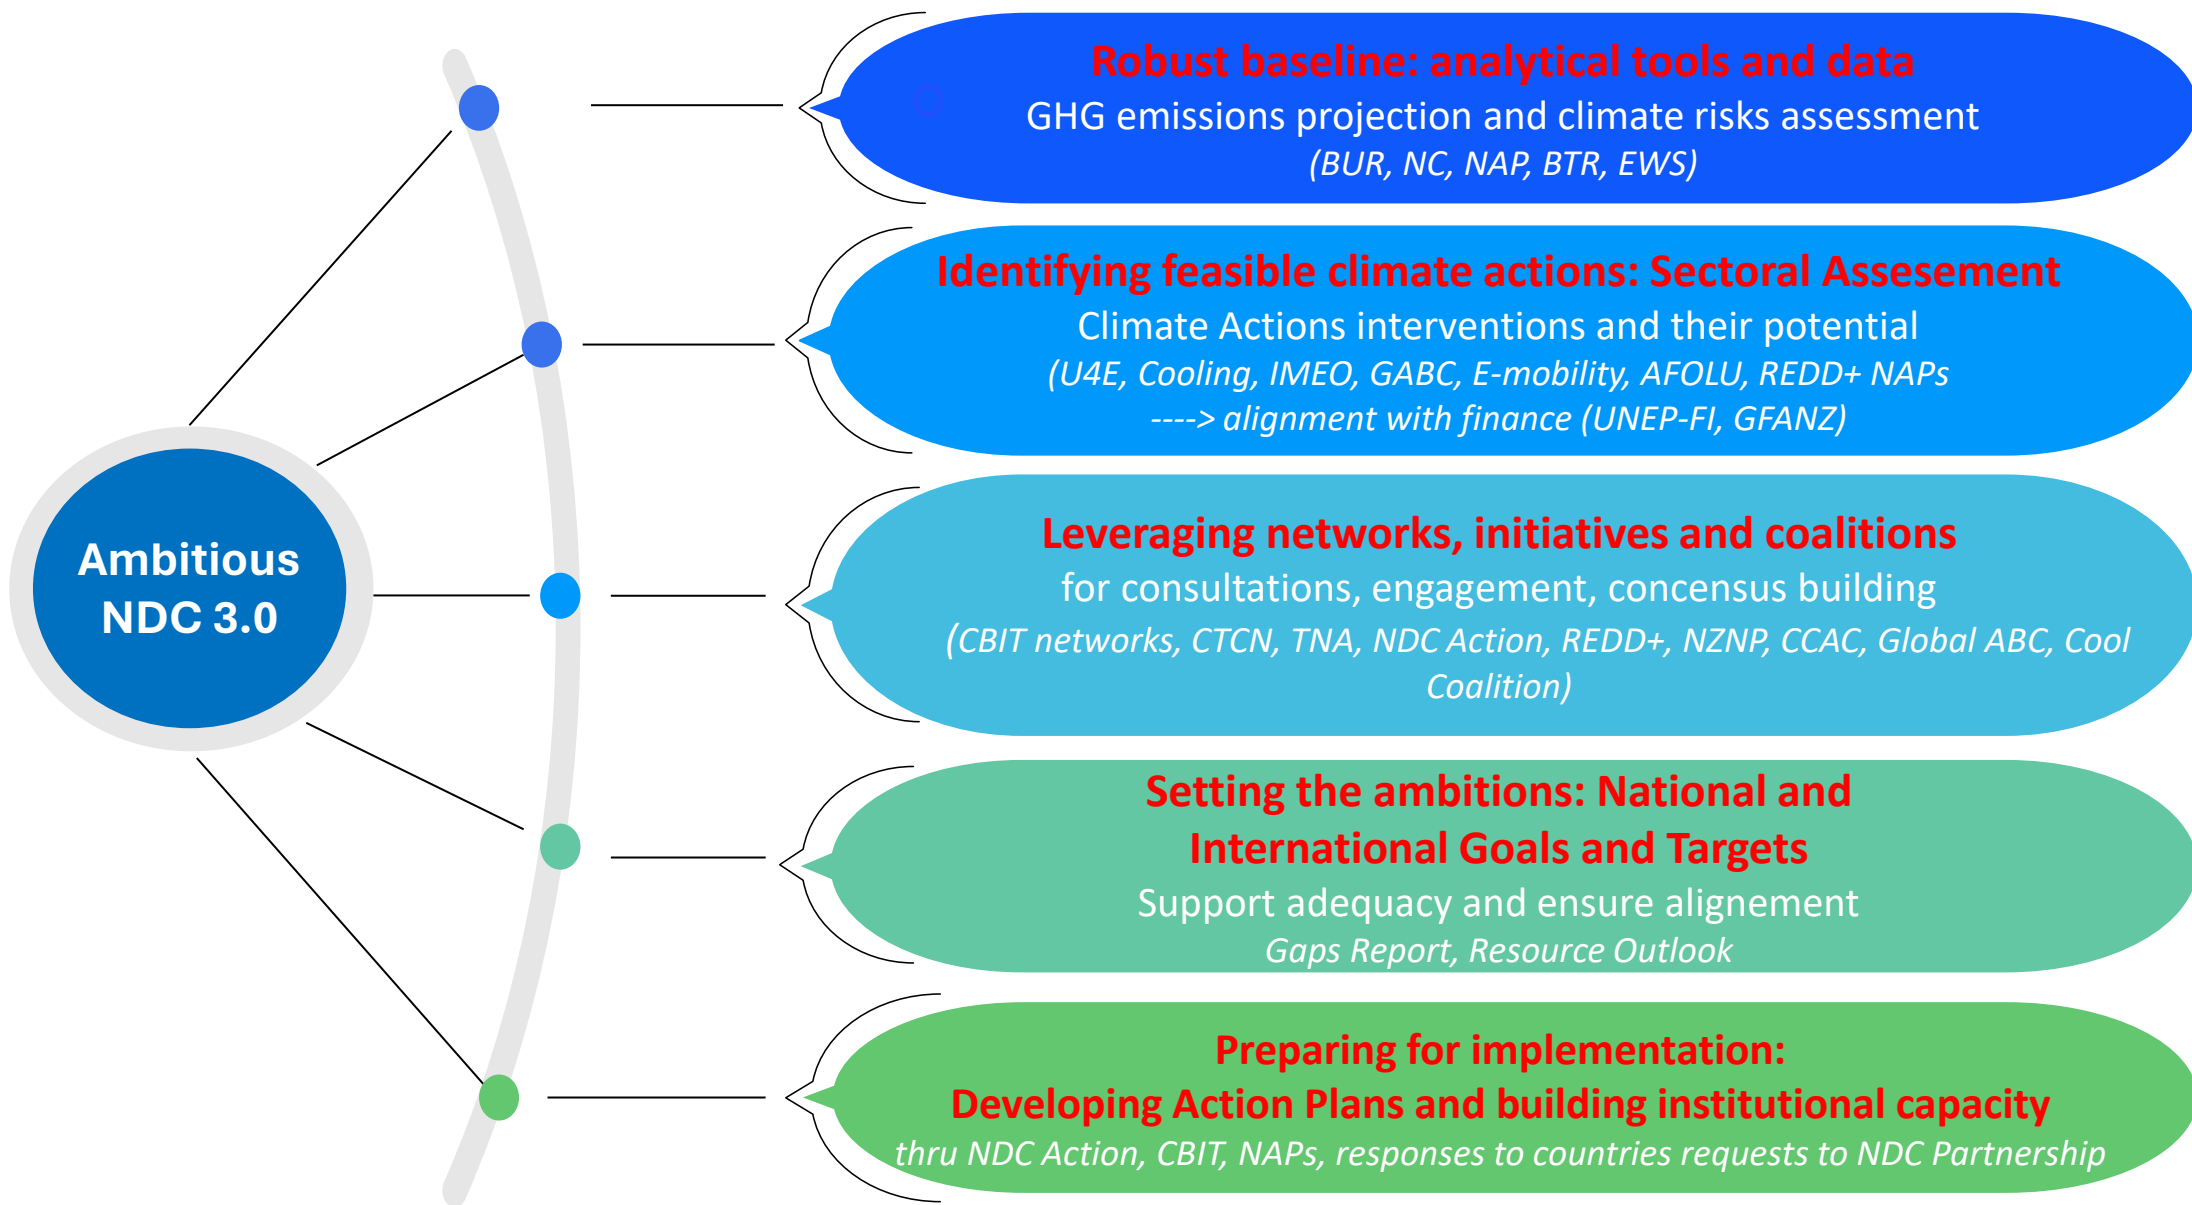 Ambitious
NDC 3.0
Robust baseline: analytical tools and data
GHG emissions projection and climate risks assessment
(BUR, NC, NAP, BTR, EWS)
Identifying feasible climate actions: Sectoral Assesement
Climate Actions interventions and their potential
(U4E, Cooling, IMEO, GABC, E-mobility, AFOLU, REDD+ NAPs
----> alignment with finance (UNEP-FI, GFANZ)
Leveraging networks, initiatives and coalitions
for consultations, engagement, concensus building
(CBIT networks, CTCN, TNA, NDC Action, REDD+, NZNP, CCAC, Global ABC, Cool
Coalition)
Setting the ambitions: National and
International Goals and Targets
Support adequacy and ensure alignement
Gaps Report, Resource Outlook
Preparing for implementation:
Developing Action Plans and building institutional capacity
thru NDC Action, CBIT, NAPs, responses to countries requests to NDC Partnership